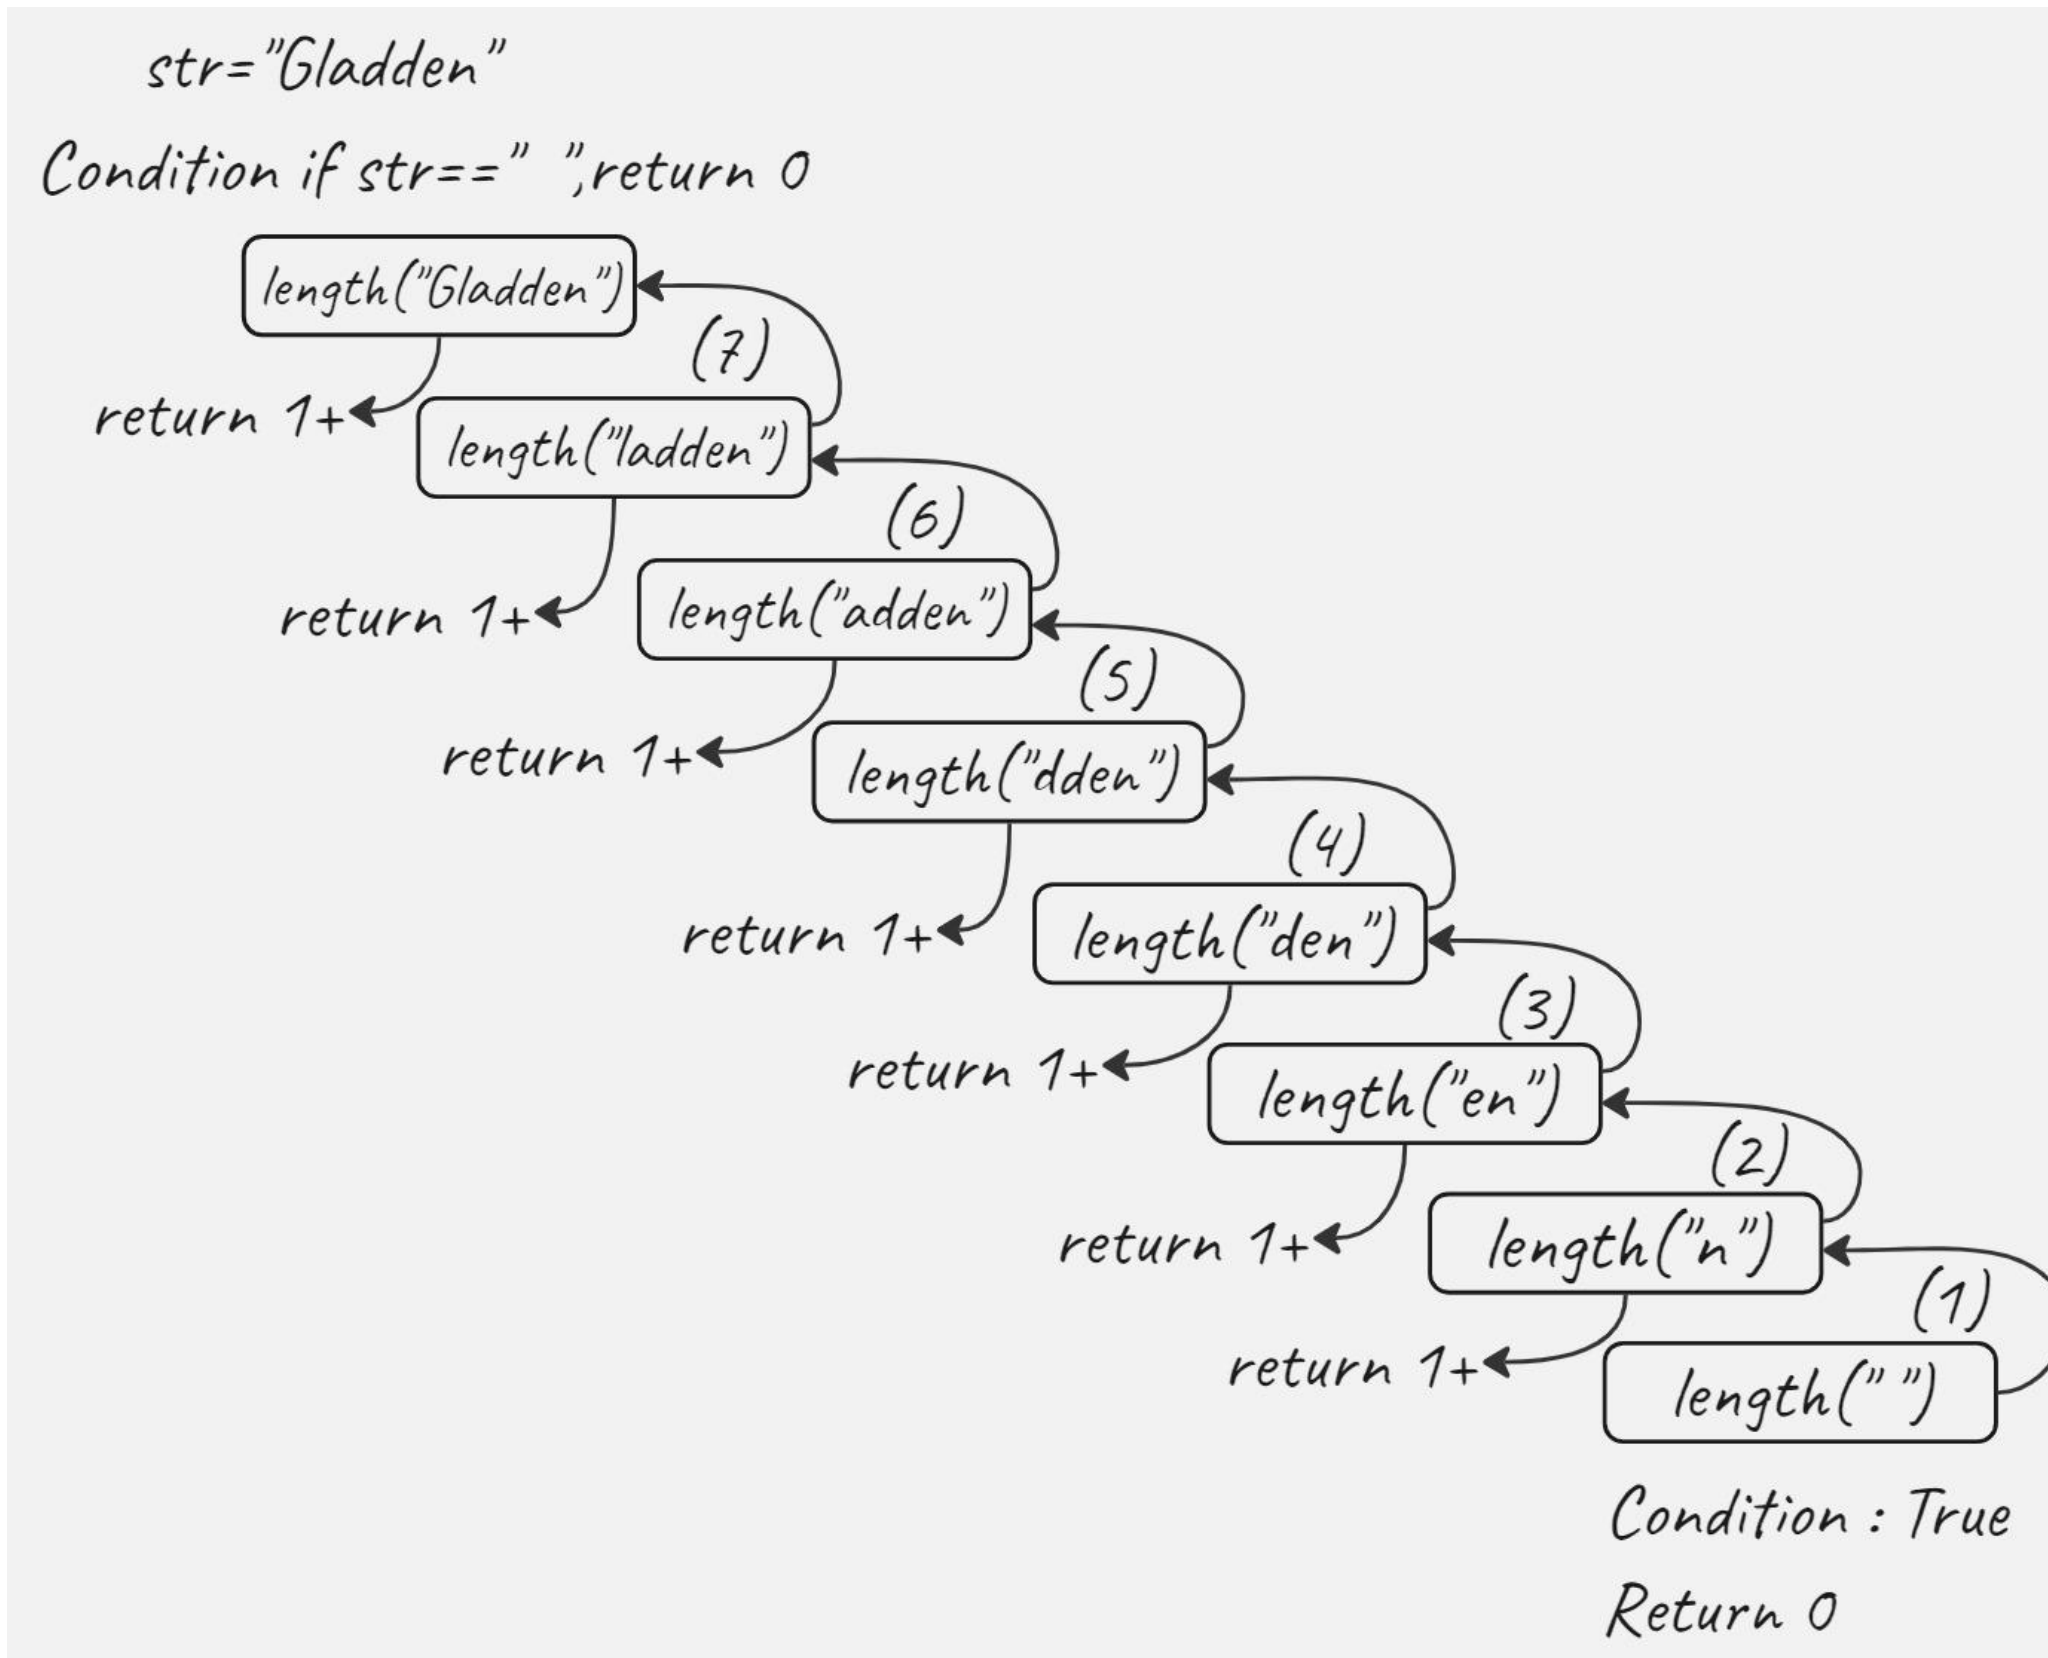 str="Gladden"
Condition if str==" ",return 0
length("Gladden")
(7)
return 1+
length("ladden")
(6)
return 1+
length("adden")
(5)
return 1+
length("dden")
(4)
return 1+
length("den")
(3)
return 1+
length("en")
(2)
return 1+
length("n")
(1)
return 1+
length(" ")
Condition : True
Return 0